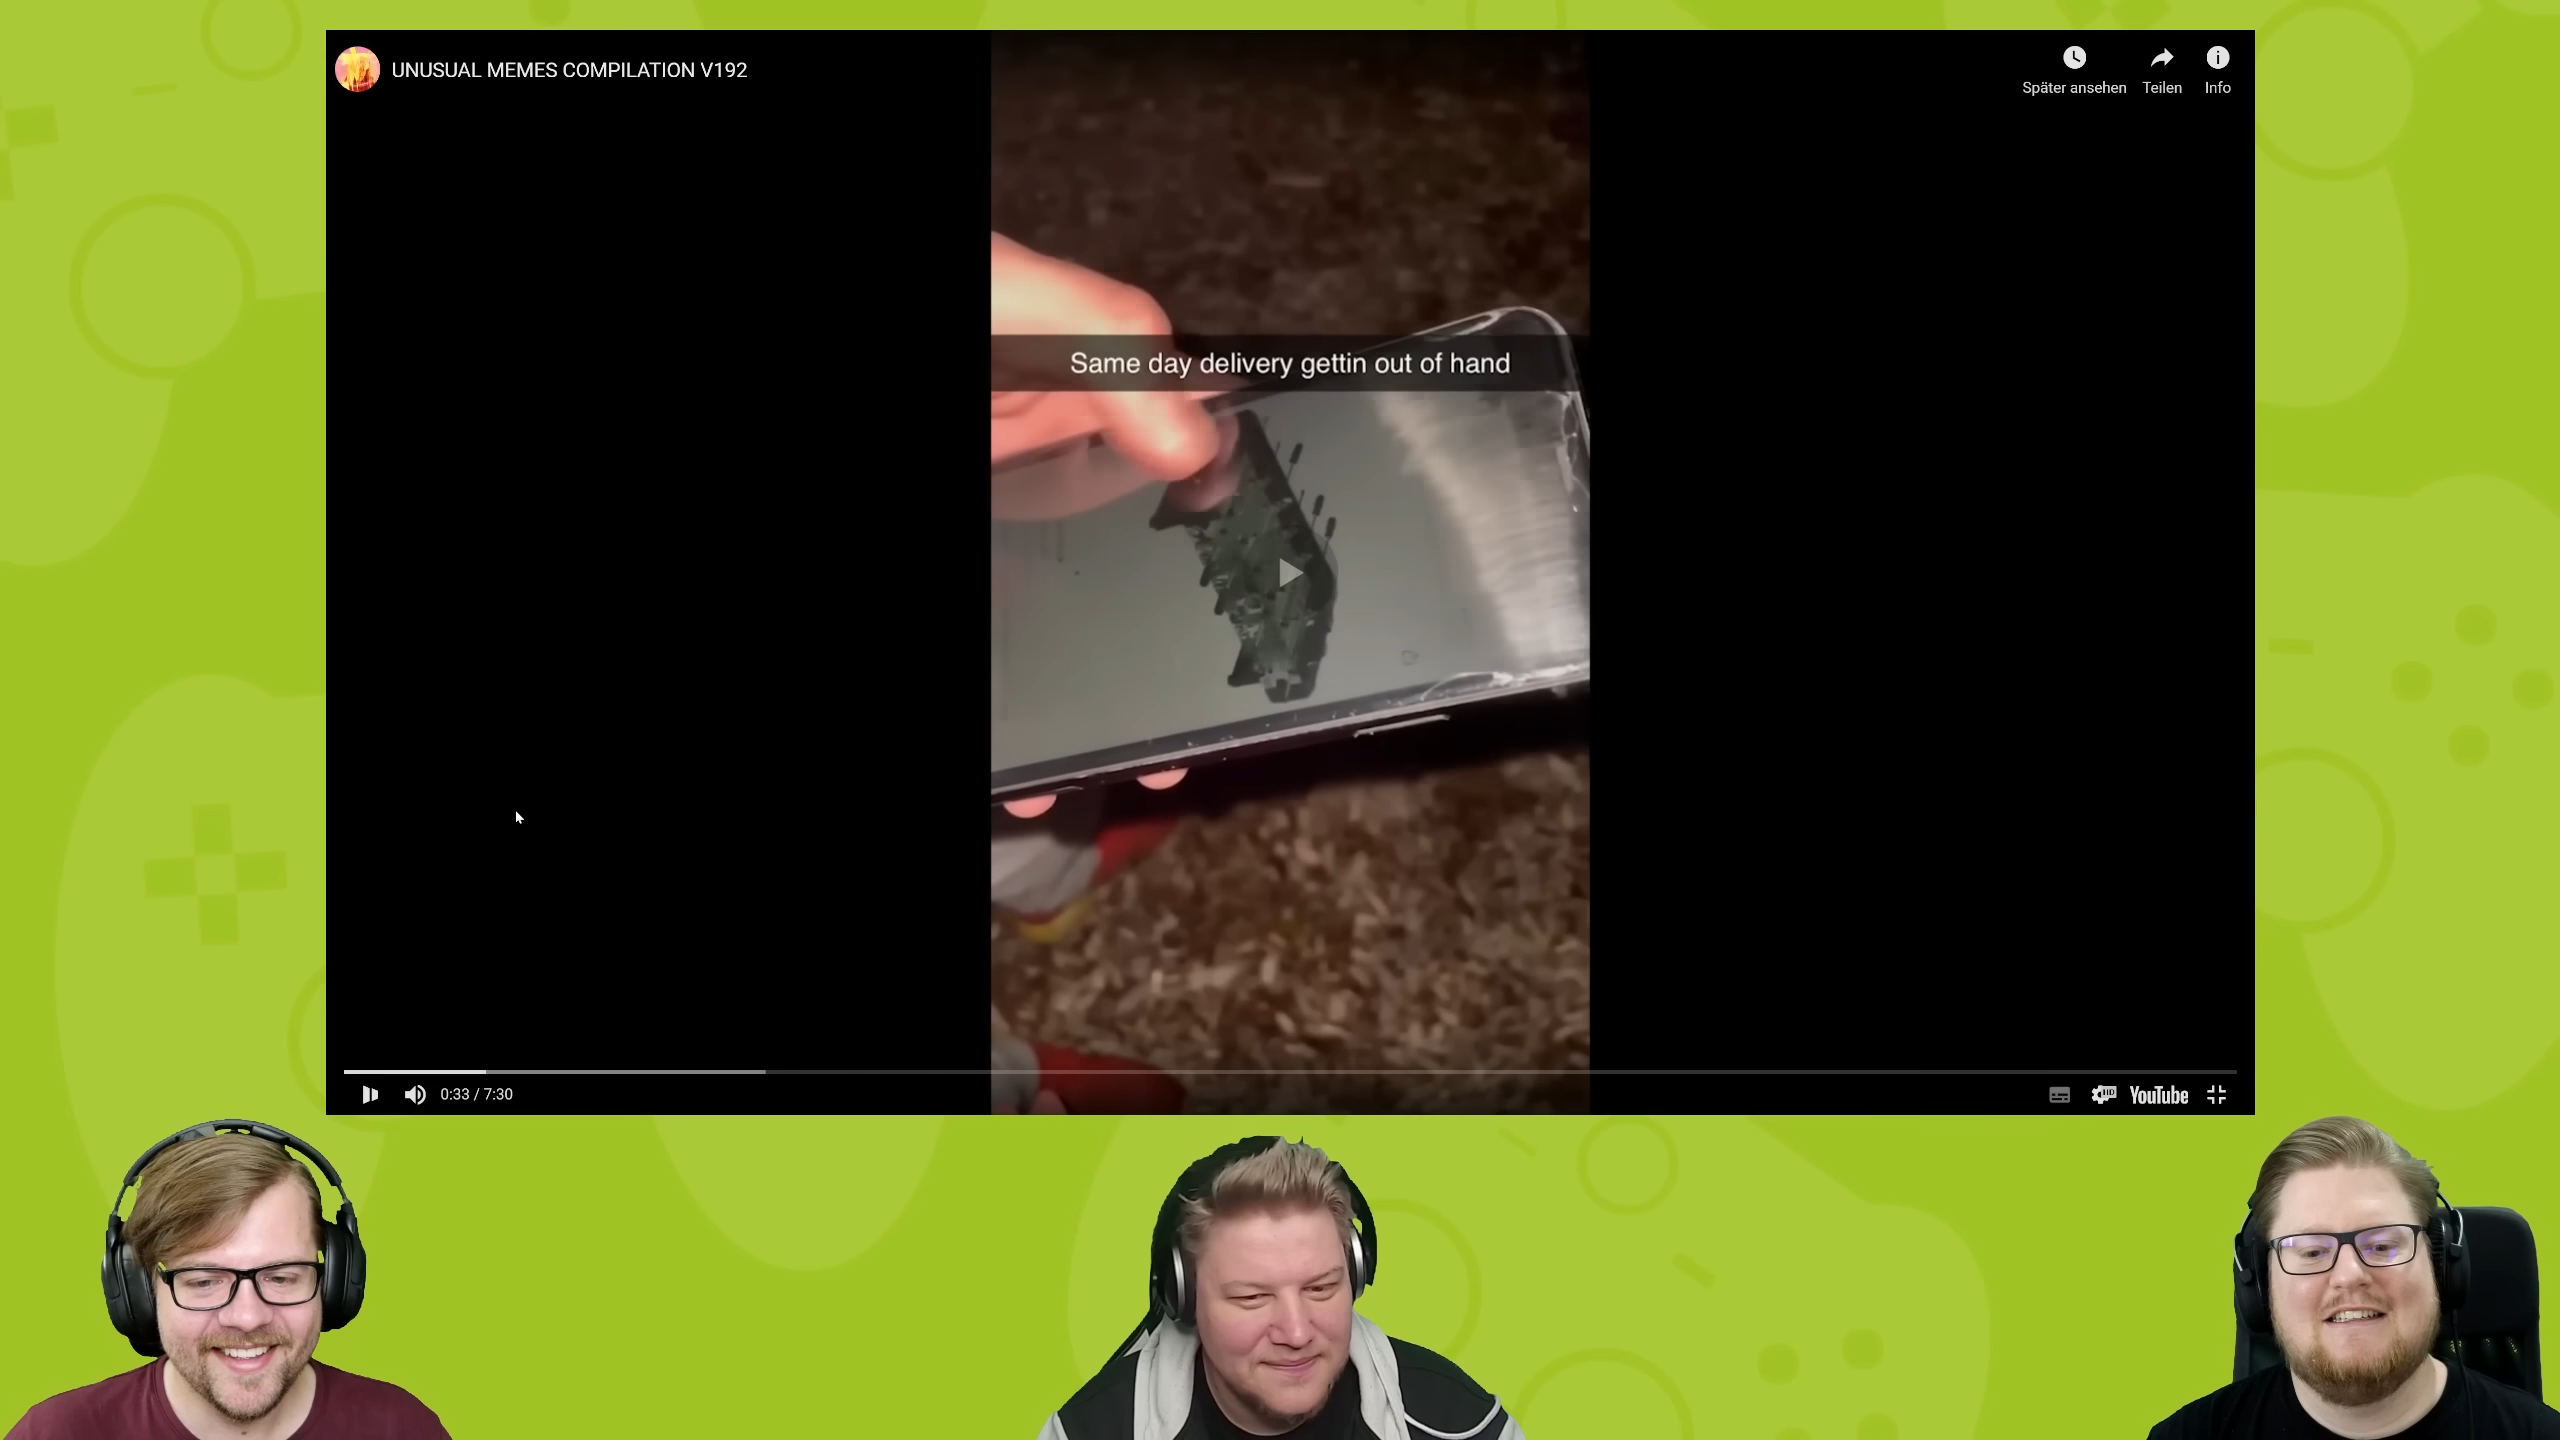 UNUSUAL MEMES COMPILATION V192
Später ansehen
Teilen
Info
Same day delivery gettin out of hand
0:33 / 7:30
HD
YouTube